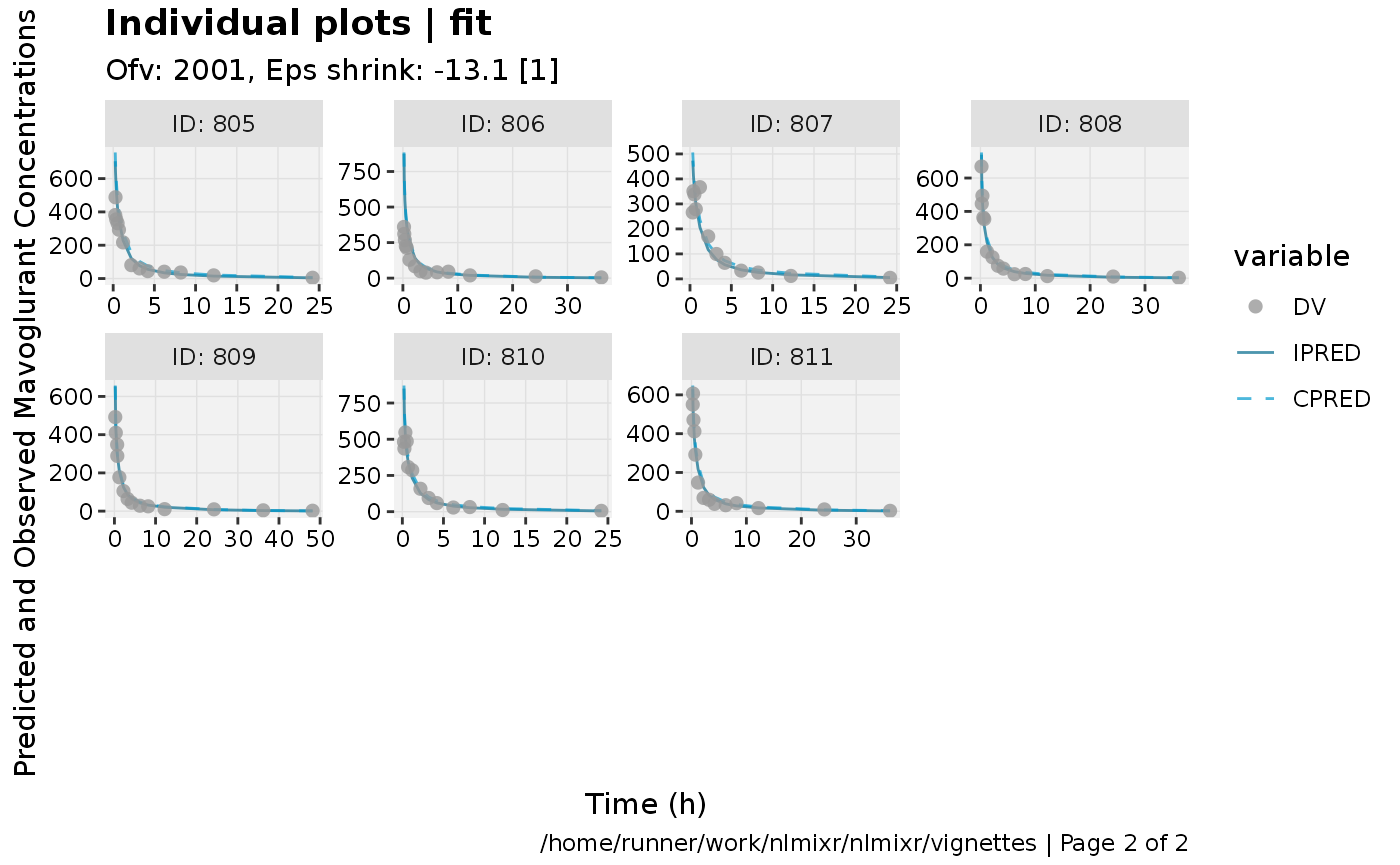 Individual plots | fit
Ofv: 2001, Eps shrink: -13.1 [1]
Predicted and Observed Mavoglurant Concentrations
ID: 805
600
400
200
0
0 5 10 15 20 25
ID: 806
750
500
250
0
0 10 20 30
ID: 807
500
400
300
200
100
0
0 5 10 15 20 25
ID: 808
600
400
200
0
0 10 20 30
ID: 809
600
400
200
0
0 10 20 30 40 50
ID: 810
750
500
250
0
0 5 10 15 20 25
ID: 811
600
400
200
0
0 10 20 30
variable
DV
IPRED
CPRED
Time (h)
/home/runner/work/nlmixr/nlmixr/vignettes | Page 2 of 2